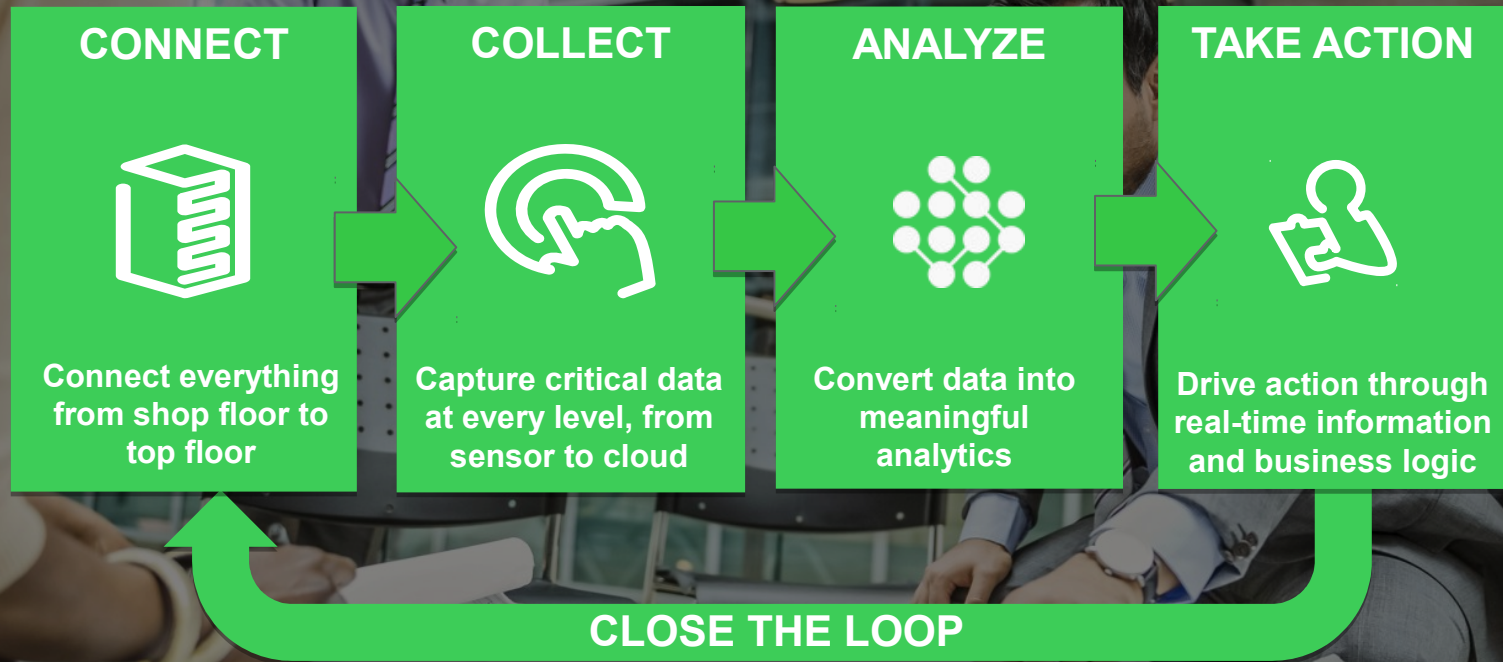 CONNECT
Connect everything
from shop floor to
top floor
COLLECT
Capture critical data
at every level, from
sensor to cloud
ANALYZE
Convert data into
meaningful
analytics
TAKE ACTION
Drive action through
real-time information
and business logic
CLOSE THE LOOP